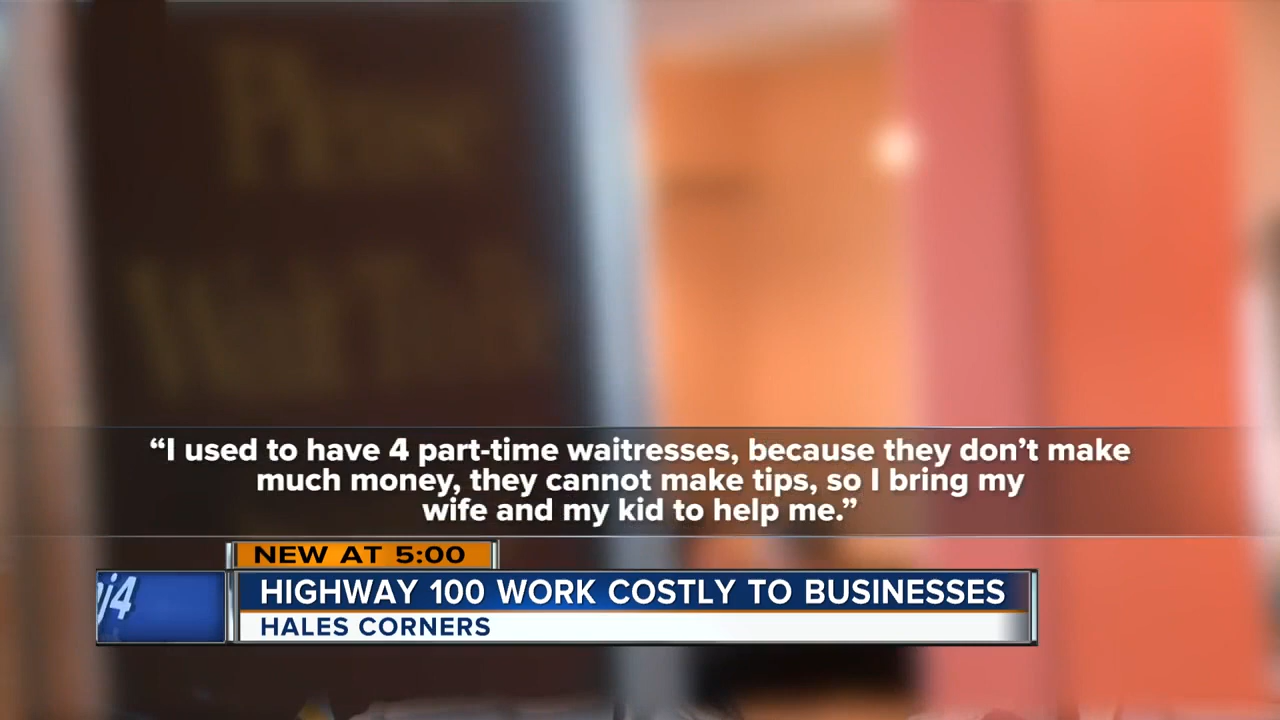 “I used to have 4 part-time waitresses, because they don’t make
much money, they cannot make tips, so I bring my
wife and my kid to help me.”
NEW AT 5:00
HIGHWAY 100 WORK COSTLY TO BUSINESSES
j4
HALES CORNERS